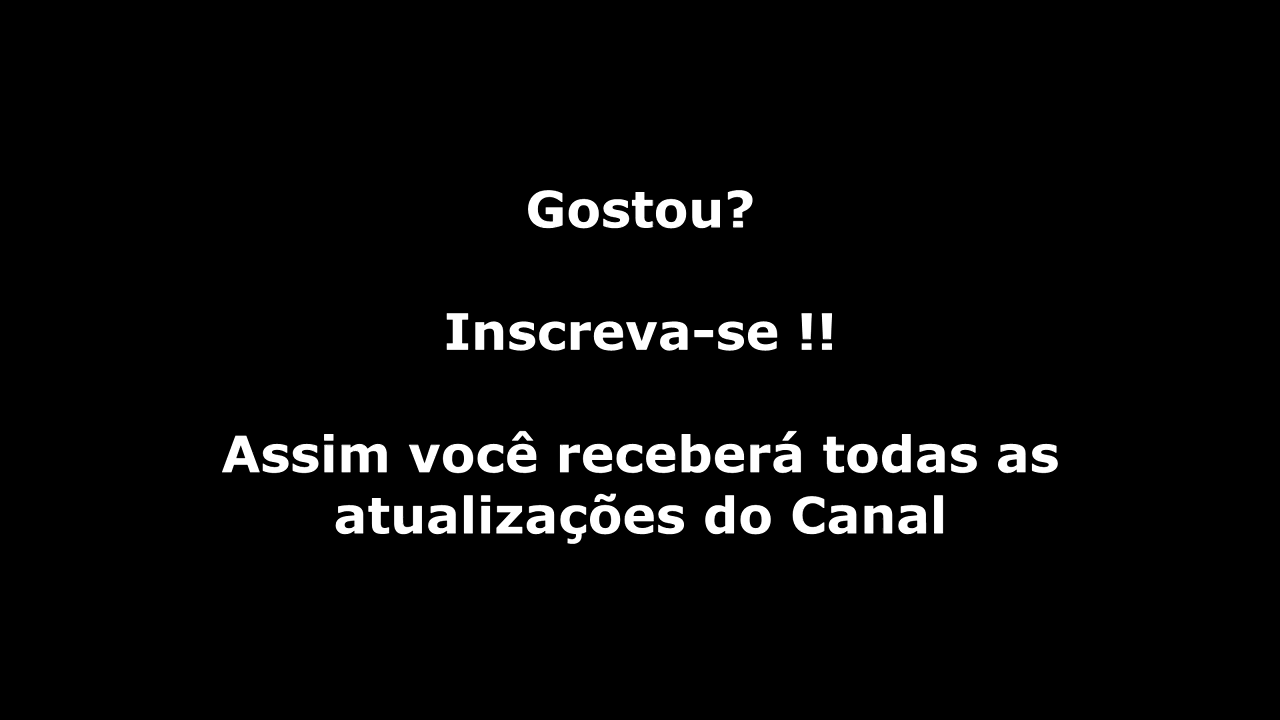 Gostou?
Inscreva-se !!
Assim você receberá todas as
atualizações do Canal